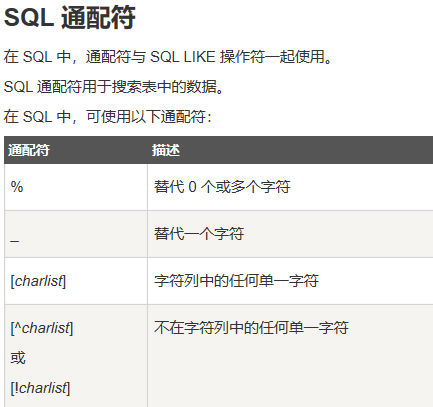 SQL 通配符
在 SQL 中，通配符与 SQL LIKE 操作符一起使用。
SQL 通配符用于搜索表中的数据。
在 SQL 中，可使用以下通配符：
通配符 描述
% 替代 0 个或多个字符
_ 替代一个字符
[charlist] 字符列中的任何单一字符
[^charlist] 不在字符列中的任何单一字符
或
[!charlist]